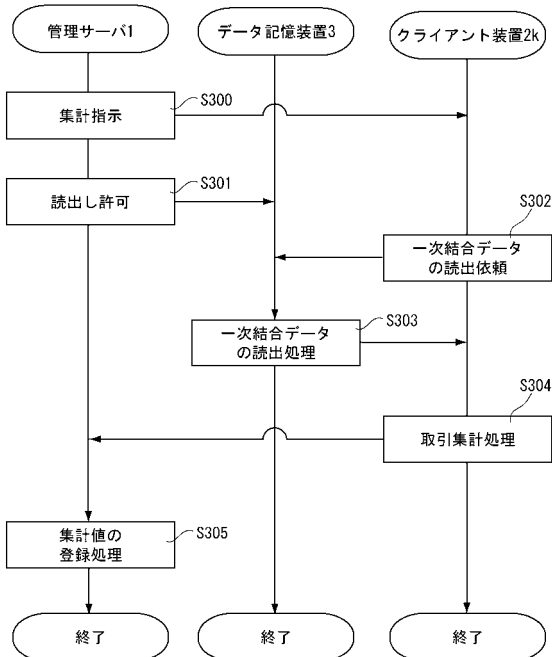 管理サーバ1
データ記憶装置3
クライアント装置2k
集計指示
S300
読出し許可
S301
一次結合データ
の読出依頼
S302
一次結合データ
の読出処理
S303
取引集計処理
S304
集計値の
登録処理
S305
終了
終了
終了